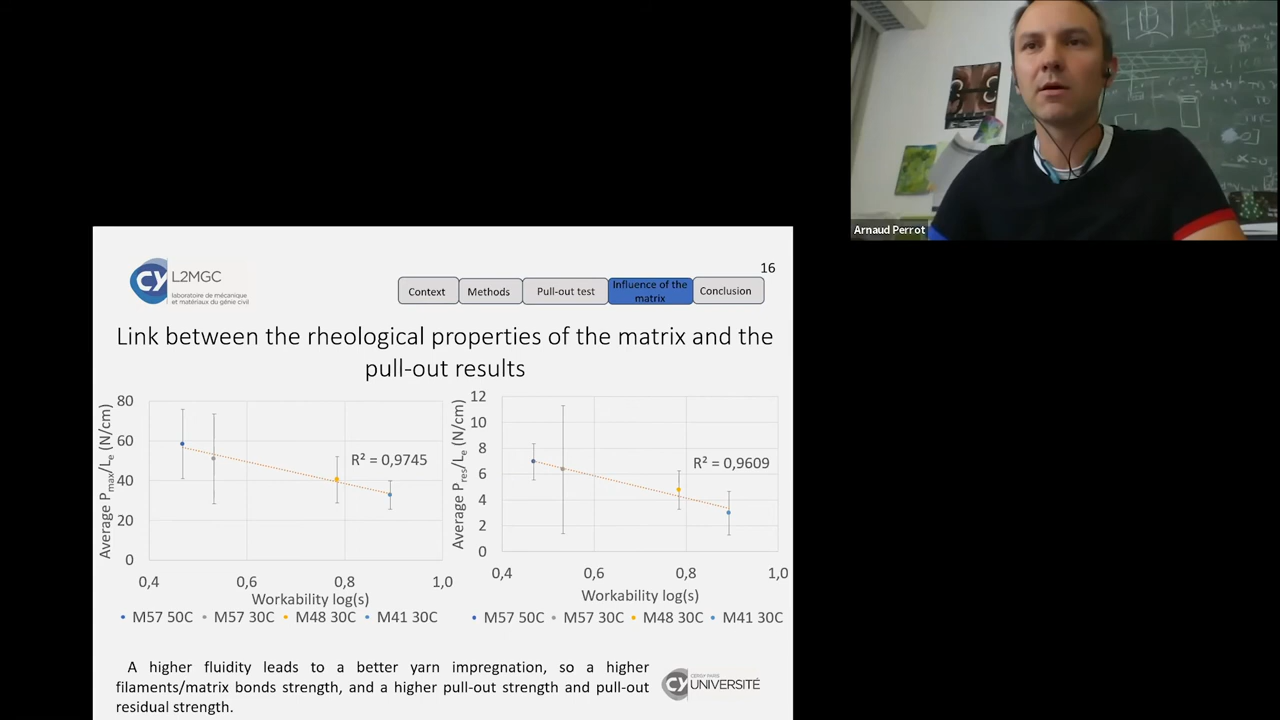 Arnaud Perrot
CY
L2MGC
laboratoire de mécanique
et matériaux du génie civil
16
Context
Methods
Pull-out test
Influence of the
matrix
Conclusion
Link between the rheological properties of the matrix and the
pull-out results
Average Pmax/Le (N/cm)
80
60
40
20
0
R² = 0,9745
0,4 0,6 0,8 1,0
Workability log(s)
M57 50C M57 30C M48 30C M41 30C
Average Pres/Le (N/cm)
12
10
8
6
4
2
0
R² = 0,9609
0,4 0,6 0,8 1,0
Workability log(s)
M57 50C M57 30C M48 30C M41 30C
A higher fluidity leads to a better yarn impregnation, so a higher
filaments/matrix bonds strength, and a higher pull-out strength and pull-out
residual strength.
CERGY PARIS
CY UNIVERSITÉ